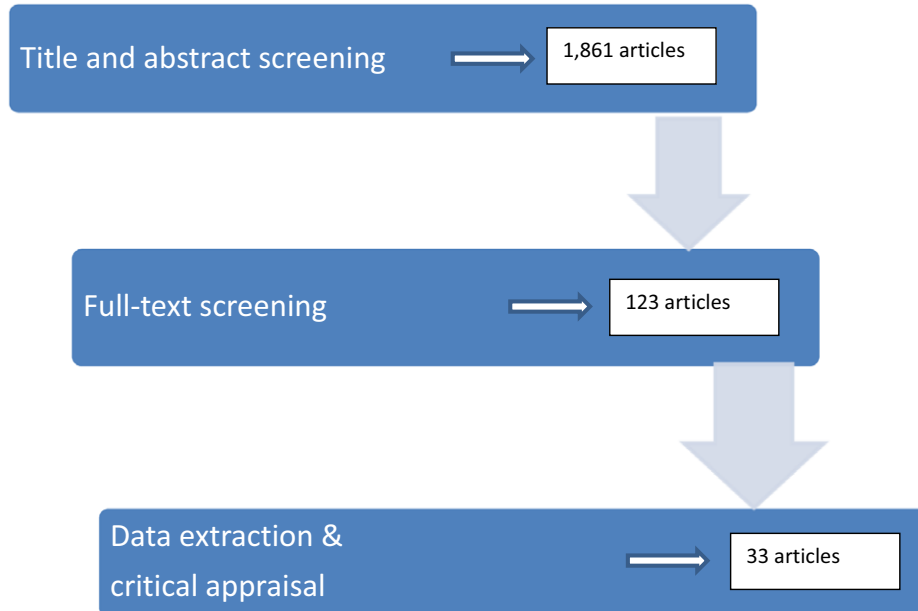 Title and abstract screening
1,861 articles
Full-text screening
123 articles
Data extraction &
critical appraisal
33 articles